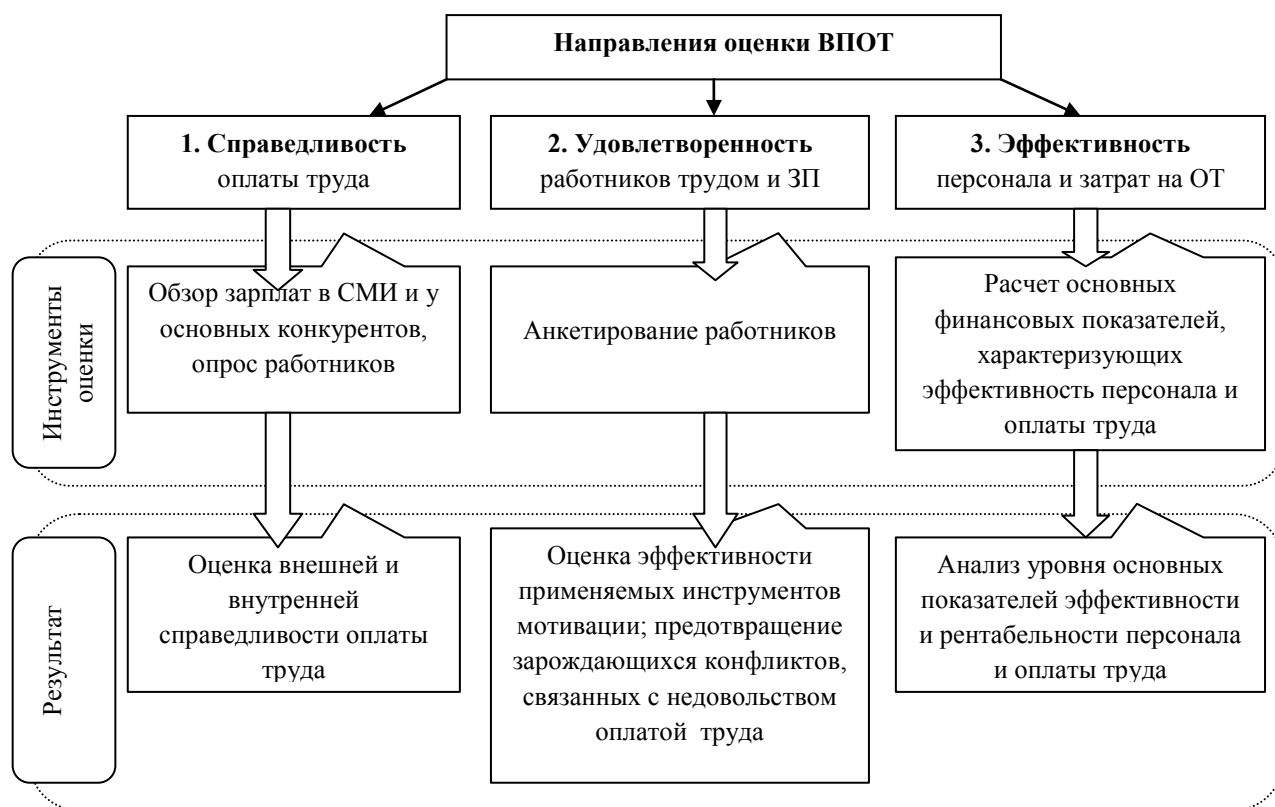 Направления оценки ВПОТ
1. Справедливость
оплаты труда
2. Удовлетворенность
работников трудом и ЗП
3. Эффективность
персонала и затрат на ОТ
Инструменты
оценки
Обзор зарплат в СМИ и у
основных конкурентов,
опрос работников
Анкетирование работников
Расчет основных
финансовых показателей,
характеризующих
эффективность персонала и
оплаты труда
Результат
Оценка внешней и
внутренней
справедливости оплаты
труда
Оценка эффективности
применяемых инструментов
мотивации; предотвращение
зарождающихся конфликтов,
связанных с недовольством
оплатой труда
Анализ уровня основных
показателей эффективности
и рентабельности персонала
и оплаты труда